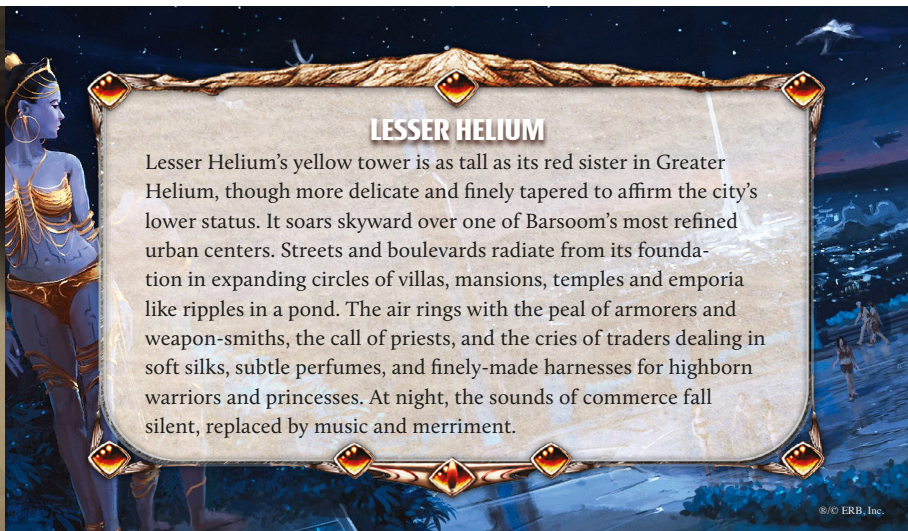 LESSER HELIUM
Lesser Helium’s yellow tower is as tall as its red sister in Greater
Helium, though more delicate and finely tapered to affirm the city’s
lower status. It soars skyward over one of Barsoom’s most refined
urban centers. Streets and boulevards radiate from its founda-
tion in expanding circles of villas, mansions, temples and emporia
like ripples in a pond. The air rings with the peal of armorers and
weapon-smiths, the call of priests, and the cries of traders dealing in
soft silks, subtle perfumes, and finely-made harnesses for highborn
warriors and princesses. At night, the sounds of commerce fall
silent, replaced by music and merriment.
®/© ERB, Inc.